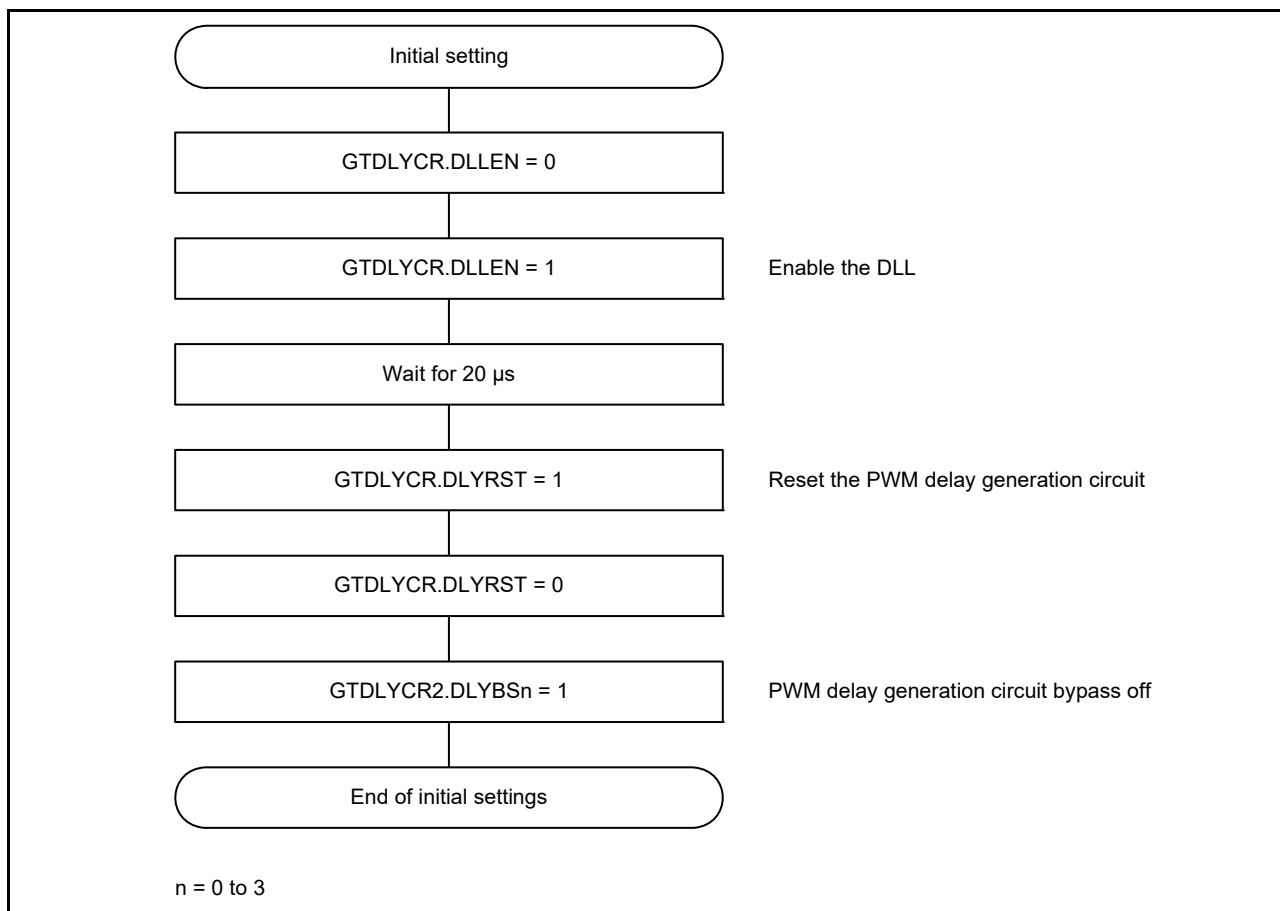 Initial setting
GTDLYCR.DLLEN = 0
GTDLYCR.DLLEN = 1
Enable the DLL
Wait for 20 µs
GTDLYCR.DLYRST = 1
Reset the PWM delay generation circuit
GTDLYCR.DLYRST = 0
GTDLYCR2.DLYBSn = 1
PWM delay generation circuit bypass off
End of initial settings
n = 0 to 3